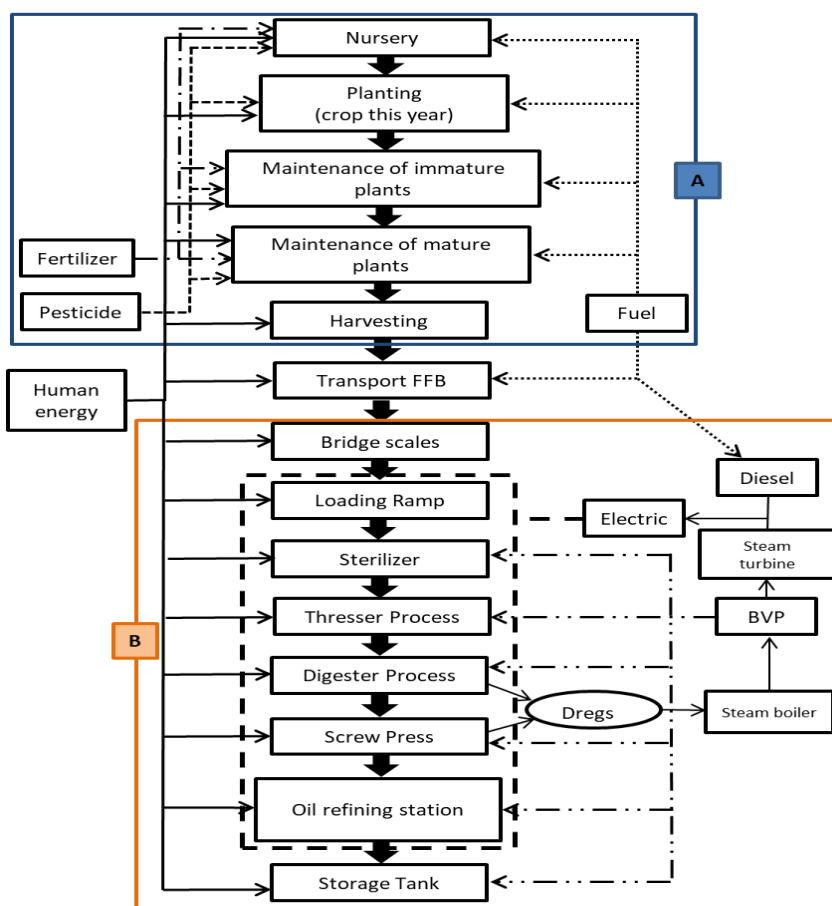 Nursery
Planting
(crop this year)
Maintenance of immature
plants
A
Maintenance of mature
plants
Fertilizer
Pesticide
Harvesting
Fuel
Transport FFB
Human
energy
Bridge scales
Diesel
Loading Ramp
Electric
Sterilizer
Steam
turbine
Thresser Process
BVP
B
Digester Process
Dregs
Steam boiler
Screw Press
Oil refining station
Storage Tank